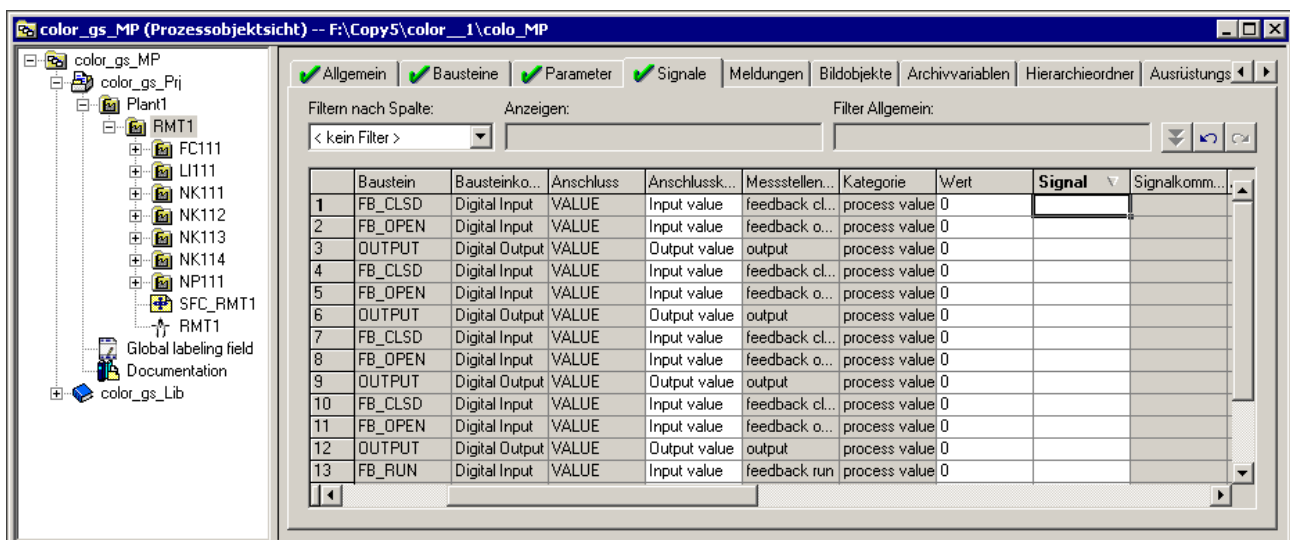 color_gs_MP (Prozessobjektsicht) -- F:\Copy5\color__1\colo_MP
color_gs_MP
color_gs_Prj
Plant1
RMT1
FC111
LI111
NK111
NK112
NK113
NK114
NP111
SFC_RMT1
RMT1
Global labeling field
Documentation
color_gs_Lib
Allgemein Bausteine Parameter Signale Meldungen Bildobjekte Archivvariablen Hierarchieordner Ausrüstungs
Filtern nach Spalte: Anzeigen: Filter Allgemein:
< kein Filter >
Baustein Bausteinko... Anschluss Anschlussk... Messstellen... Kategorie Wert Signal Signalkomm...
1 FB_CLSD Digital Input VALUE Input value feedback cl... process value 0
2 FB_OPEN Digital Input VALUE Input value feedback o... process value 0
3 OUTPUT Digital Output VALUE Output value output process value 0
4 FB_CLSD Digital Input VALUE Input value feedback cl... process value 0
5 FB_OPEN Digital Input VALUE Input value feedback o... process value 0
6 OUTPUT Digital Output VALUE Output value output process value 0
7 FB_CLSD Digital Input VALUE Input value feedback cl... process value 0
8 FB_OPEN Digital Input VALUE Input value feedback o... process value 0
9 OUTPUT Digital Output VALUE Output value output process value 0
10 FB_CLSD Digital Input VALUE Input value feedback cl... process value 0
11 FB_OPEN Digital Input VALUE Input value feedback o... process value 0
12 OUTPUT Digital Output VALUE Output value output process value 0
13 FB_RUN Digital Input VALUE Input value feedback run process value 0